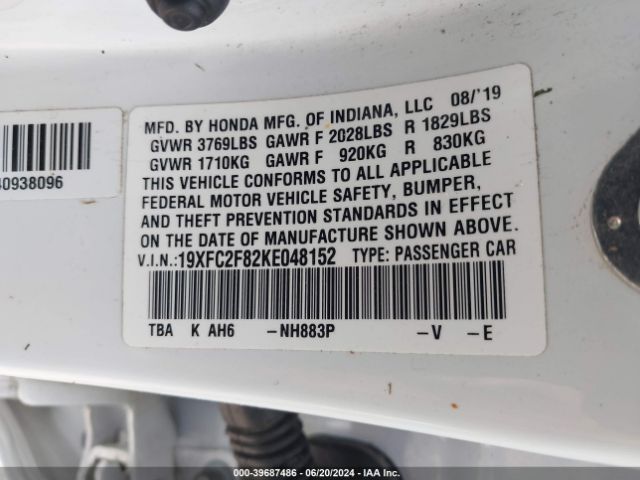 MFD. BY HONDA MFG. OF INDIANA, LLC 08/'19
GVWR 3769LBS GAWR F 2028LBS R 1829LBS
GVWR 1710KG GAWR F 920KG R 830KG
THIS VEHICLE CONFORMS TO ALL APPLICABLE
FEDERAL MOTOR VEHICLE SAFETY, BUMPER,
AND THEFT PREVENTION STANDARDS IN EFFECT
ON THE DATE OF MANUFACTURE SHOWN ABOVE.
V.I.N.:19XFC2F82KE048152 TYPE: PASSENGER CAR
TBA K AH6 -NH883P -V -E
40938096
000-39687486 - 06/20/2024 - IAA Inc.